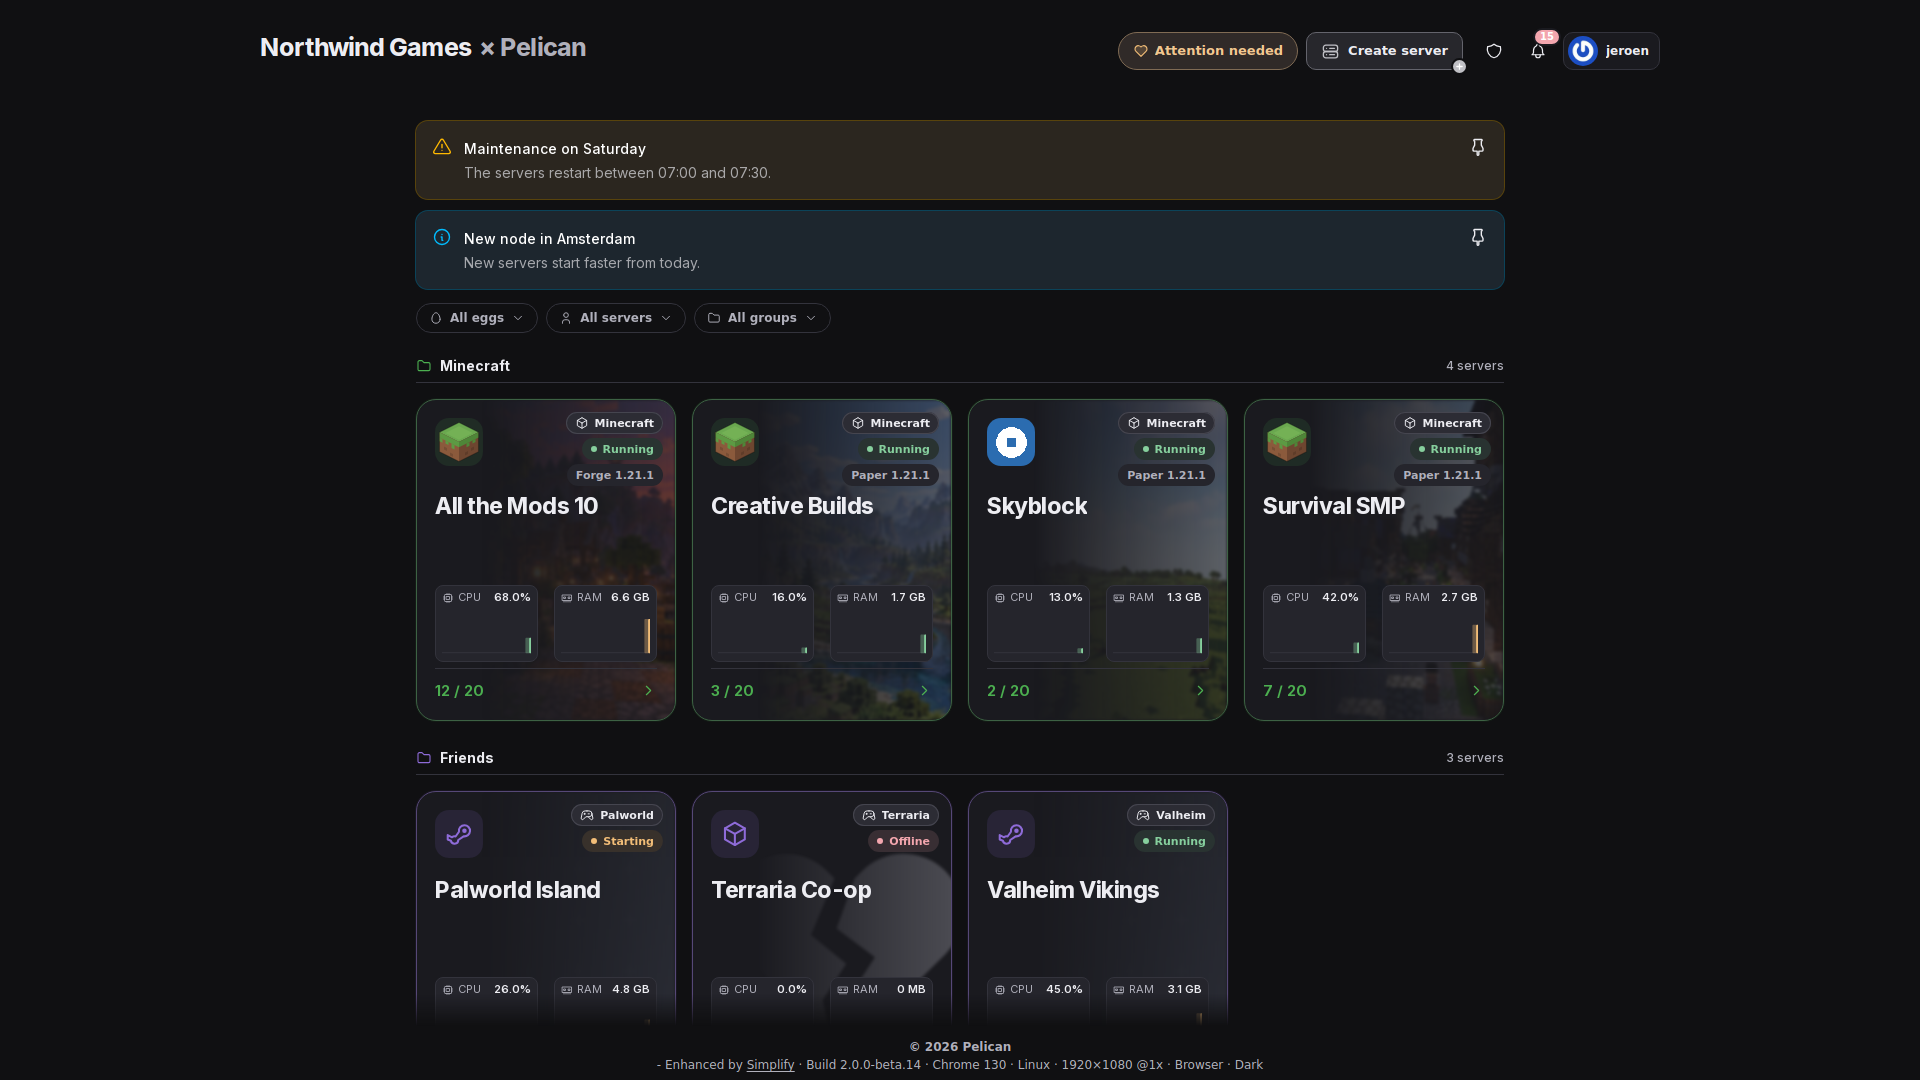 Northwind Games × Pelican
Attention needed
Create server
15
jeroen
Maintenance on Saturday
The servers restart between 07:00 and 07:30.
New node in Amsterdam
New servers start faster from today.
All eggs
All servers
All groups
Minecraft
4 servers
Minecraft
Running
Forge 1.21.1
All the Mods 10
CPU 68.0%
RAM 6.6 GB
12 / 20
Minecraft
Running
Paper 1.21.1
Creative Builds
CPU 16.0%
RAM 1.7 GB
3 / 20
Minecraft
Running
Paper 1.21.1
Skyblock
CPU 13.0%
RAM 1.3 GB
2 / 20
Minecraft
Running
Paper 1.21.1
Survival SMP
CPU 42.0%
RAM 2.7 GB
7 / 20
Friends
3 servers
Palworld
Starting
Palworld Island
CPU 26.0%
RAM 4.8 GB
Terraria
Offline
Terraria Co-op
CPU 0.0%
RAM 0 MB
Valheim
Running
Valheim Vikings
CPU 45.0%
RAM 3.1 GB
© 2026 Pelican
- Enhanced by Simplify · Build 2.0.0-beta.14 · Chrome 130 · Linux · 1920×1080 @1x · Browser · Dark